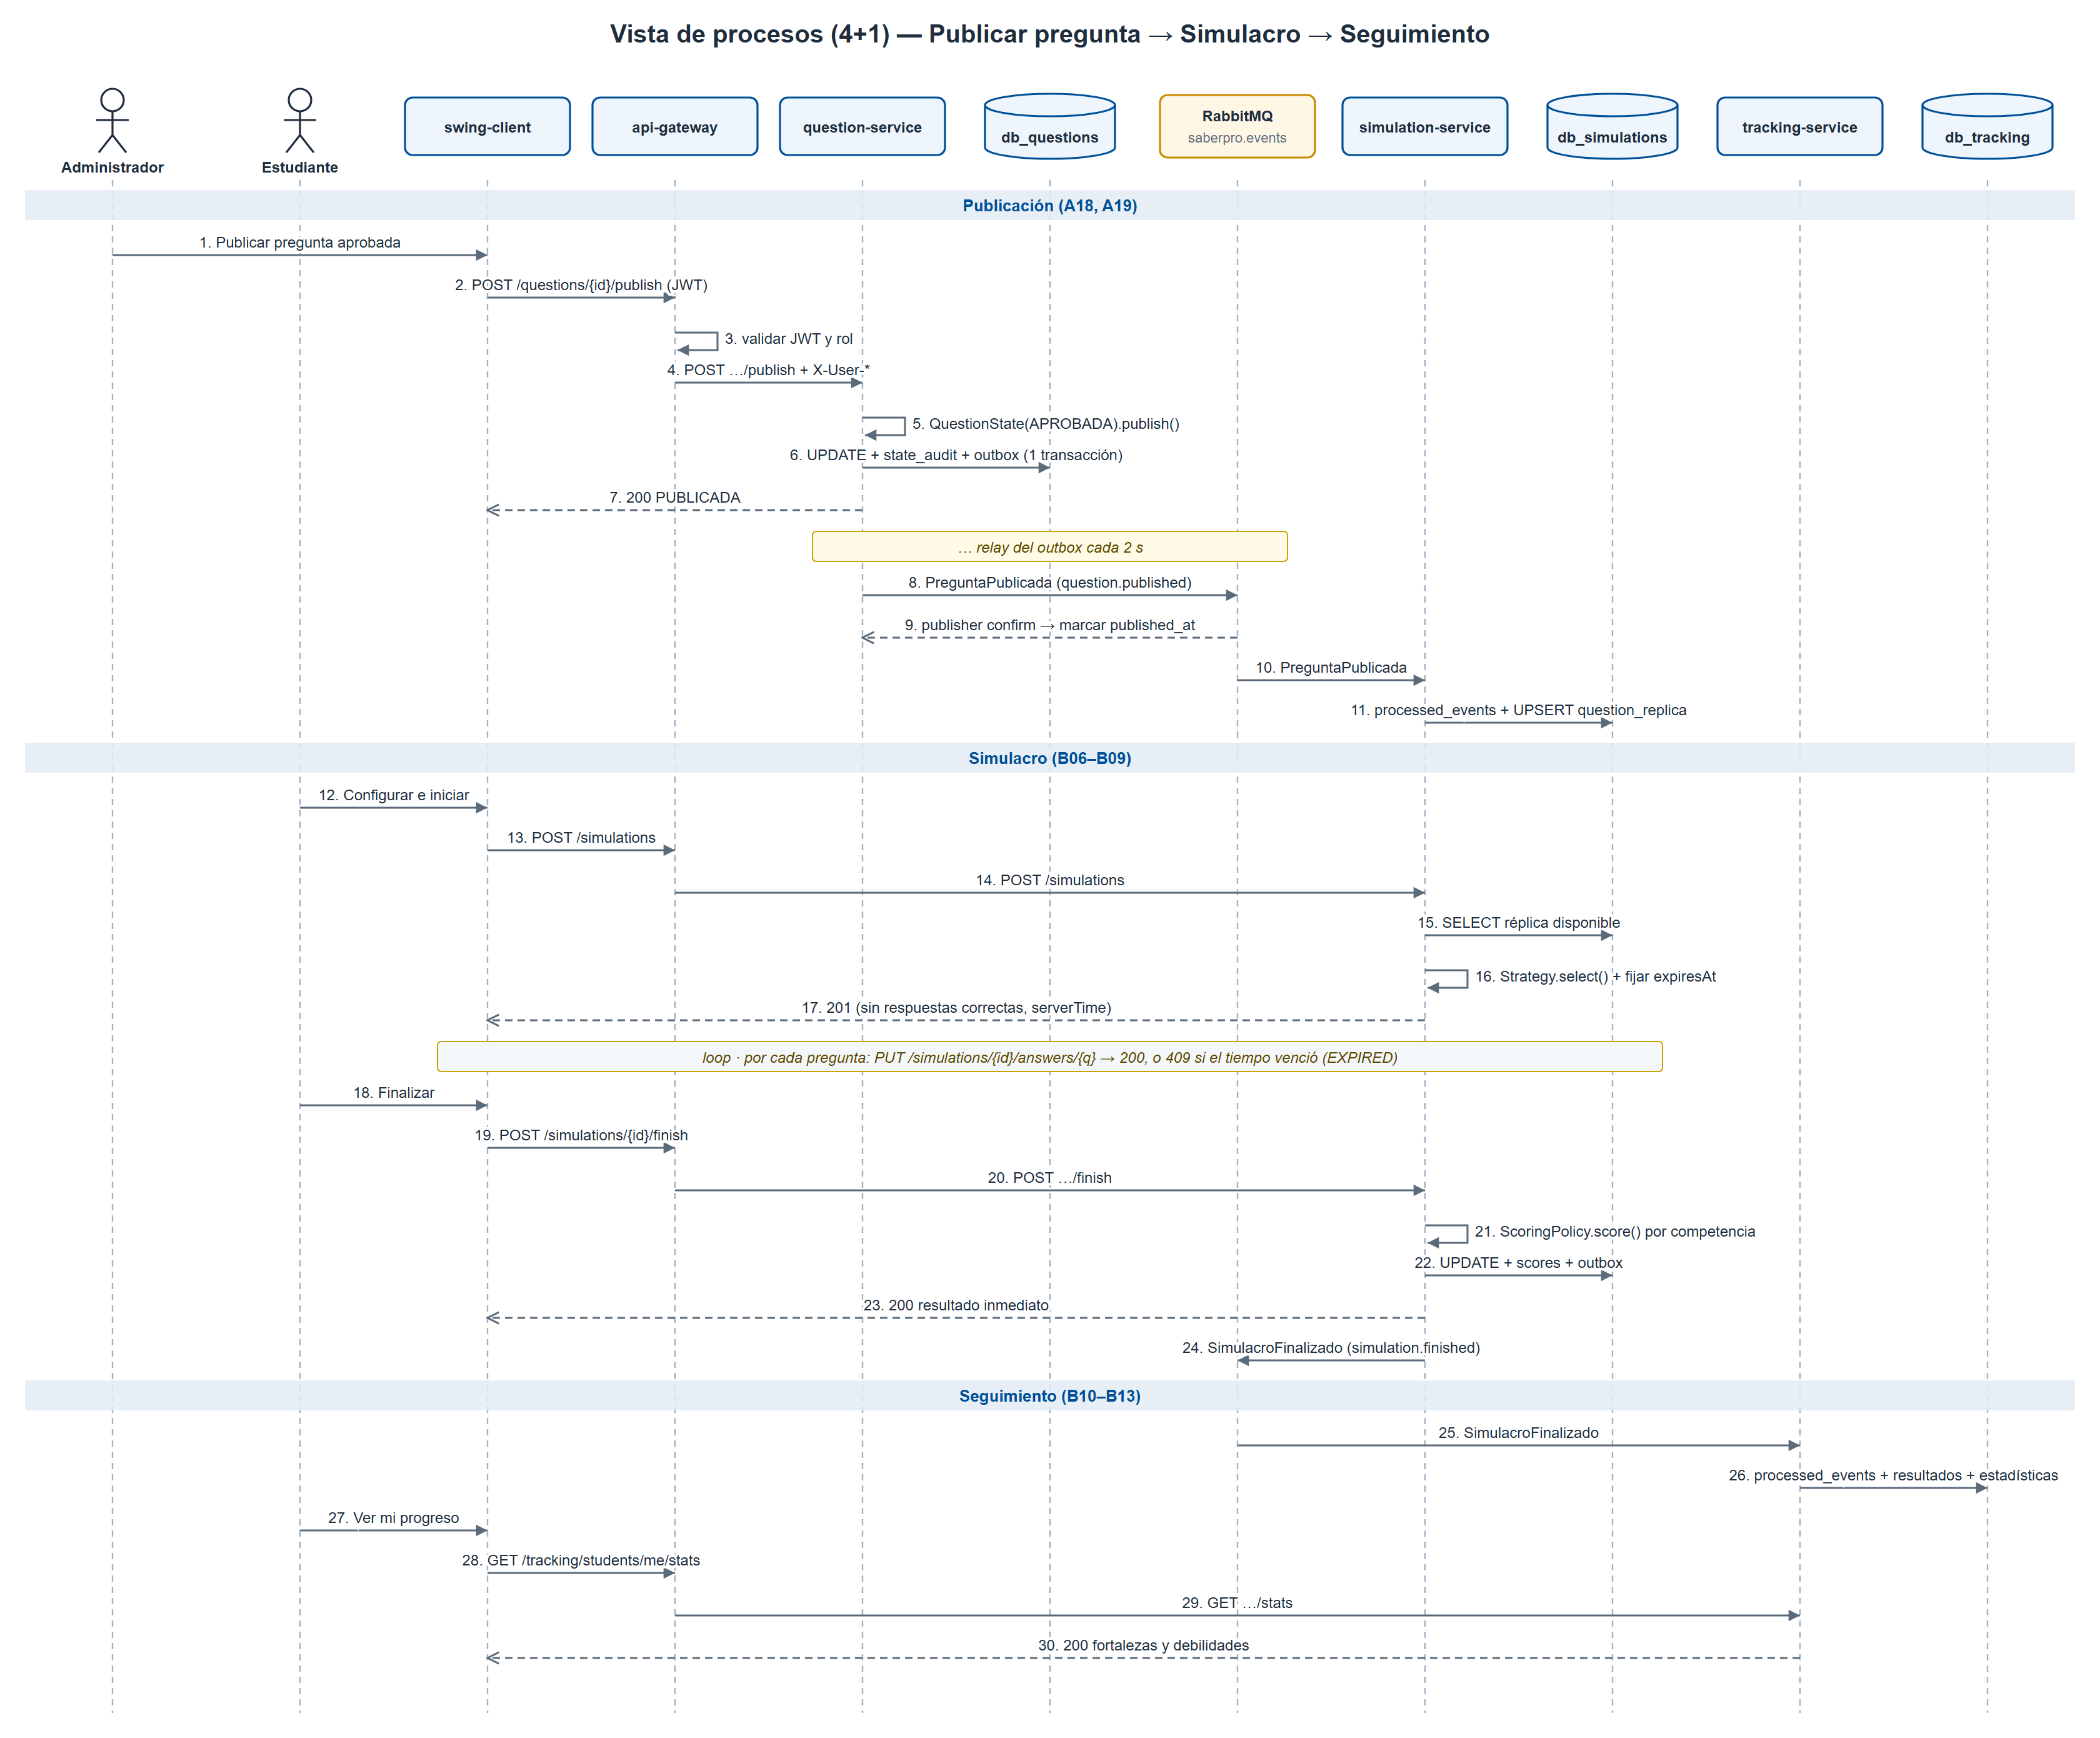 Vista de procesos (4+1) — Publicar pregunta → Simulacro → Seguimiento
Administrador
Estudiante
swing-client
api-gateway
question-service
db_questions
RabbitMQ
saberpro.events
simulation-service
db_simulations
tracking-service
db_tracking
Publicación (A18, A19)
1. Publicar pregunta aprobada
2. POST /questions/{id}/publish (JWT)
3. validar JWT y rol
4. POST …/publish + X-User-*
5. QuestionState(APROBADA).publish()
6. UPDATE + state_audit + outbox (1 transacción)
7. 200 PUBLICADA
… relay del outbox cada 2 s
8. PreguntaPublicada (question.published)
9. publisher confirm → marcar published_at
10. PreguntaPublicada
11. processed_events + UPSERT question_replica
Simulacro (B06–B09)
12. Configurar e iniciar
13. POST /simulations
14. POST /simulations
15. SELECT réplica disponible
16. Strategy.select() + fijar expiresAt
17. 201 (sin respuestas correctas, serverTime)
loop · por cada pregunta: PUT /simulations/{id}/answers/{q} → 200, o 409 si el tiempo venció (EXPIRED)
18. Finalizar
19. POST /simulations/{id}/finish
20. POST …/finish
21. ScoringPolicy.score() por competencia
22. UPDATE + scores + outbox
23. 200 resultado inmediato
24. SimulacroFinalizado (simulation.finished)
Seguimiento (B10–B13)
25. SimulacroFinalizado
26. processed_events + resultados + estadísticas
27. Ver mi progreso
28. GET /tracking/students/me/stats
29. GET …/stats
30. 200 fortalezas y debilidades